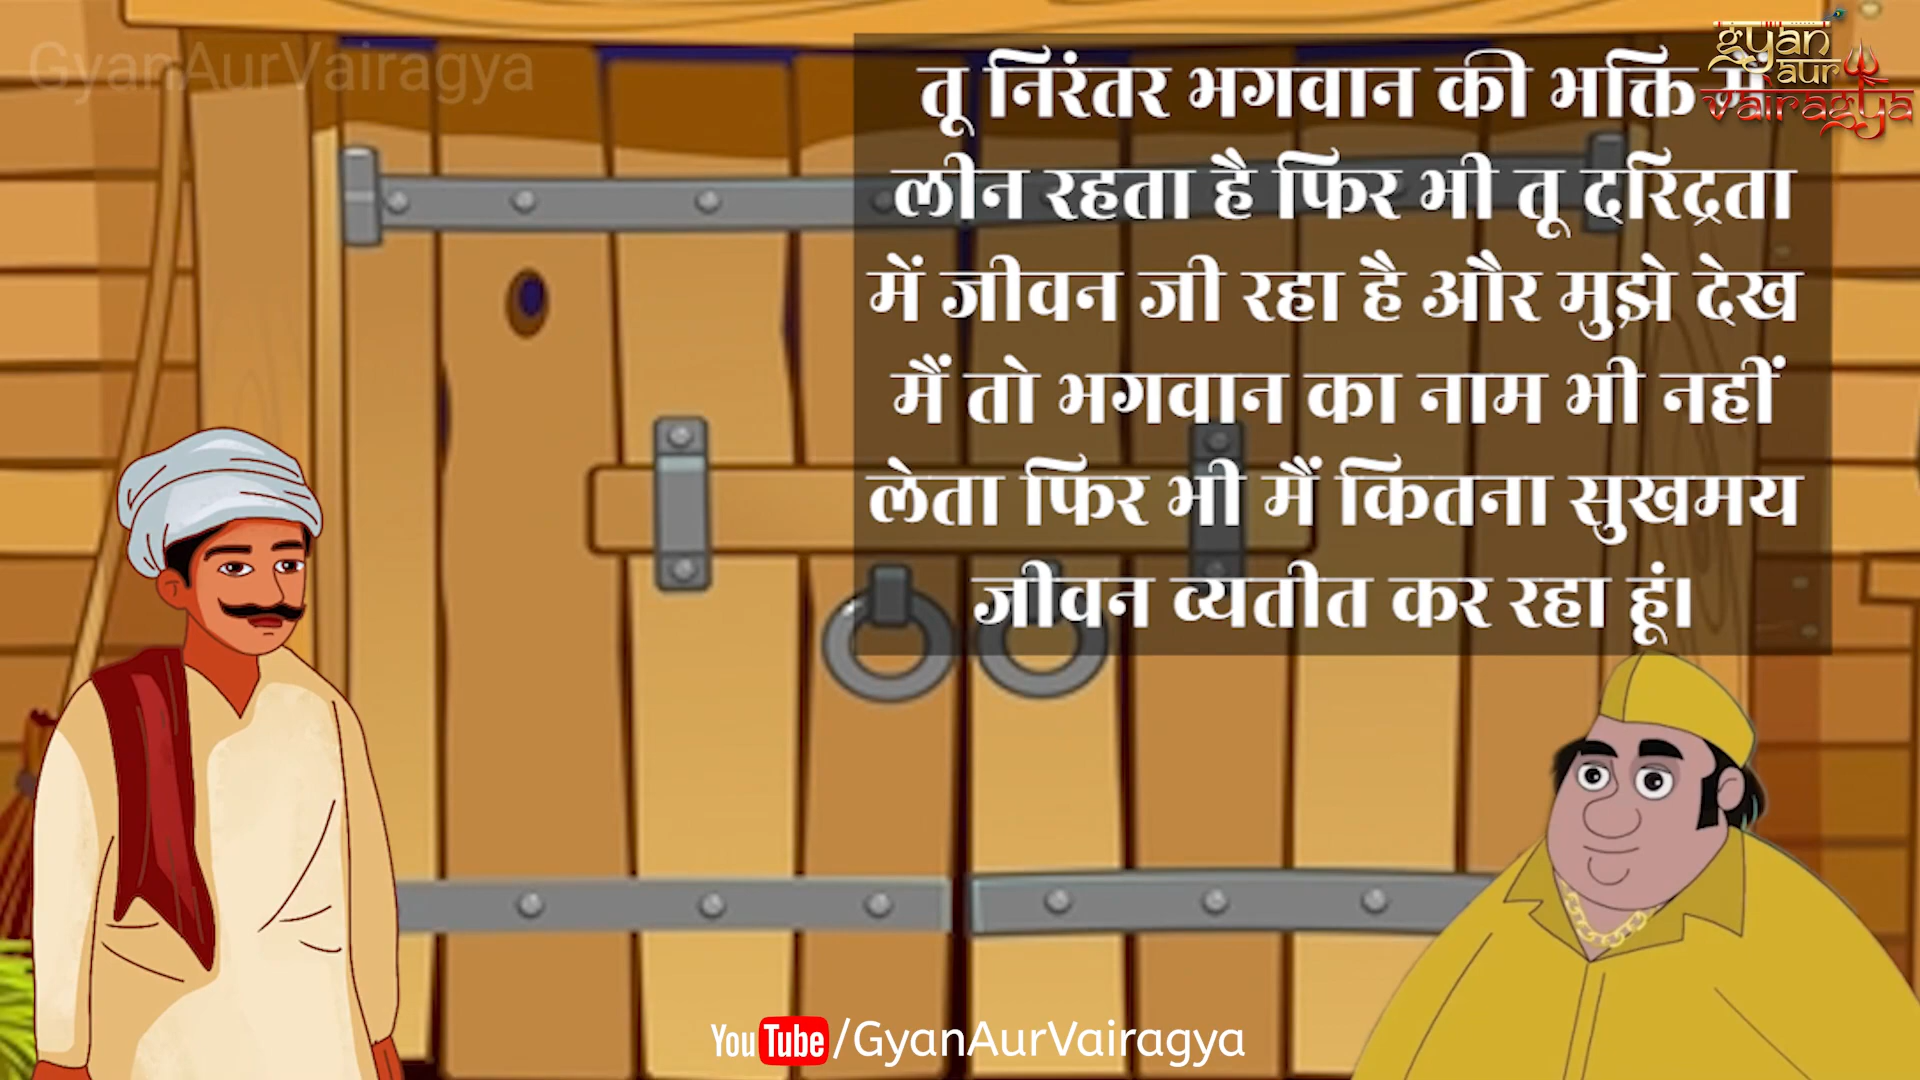 GyanAurVairagya
gyan
aur
vairagya
तू निरंतर भगवान की भक्ति
लीन रहता है फिर भी तू दरिद्रता
में जीवन जी रहा है और मुझे देख
मैं तो भगवान का नाम भी नहीं
लेता फिर भी मैं कितना सुखमय
जीवन व्यतीत कर रहा हूं।
YouTube/GyanAurVairagya